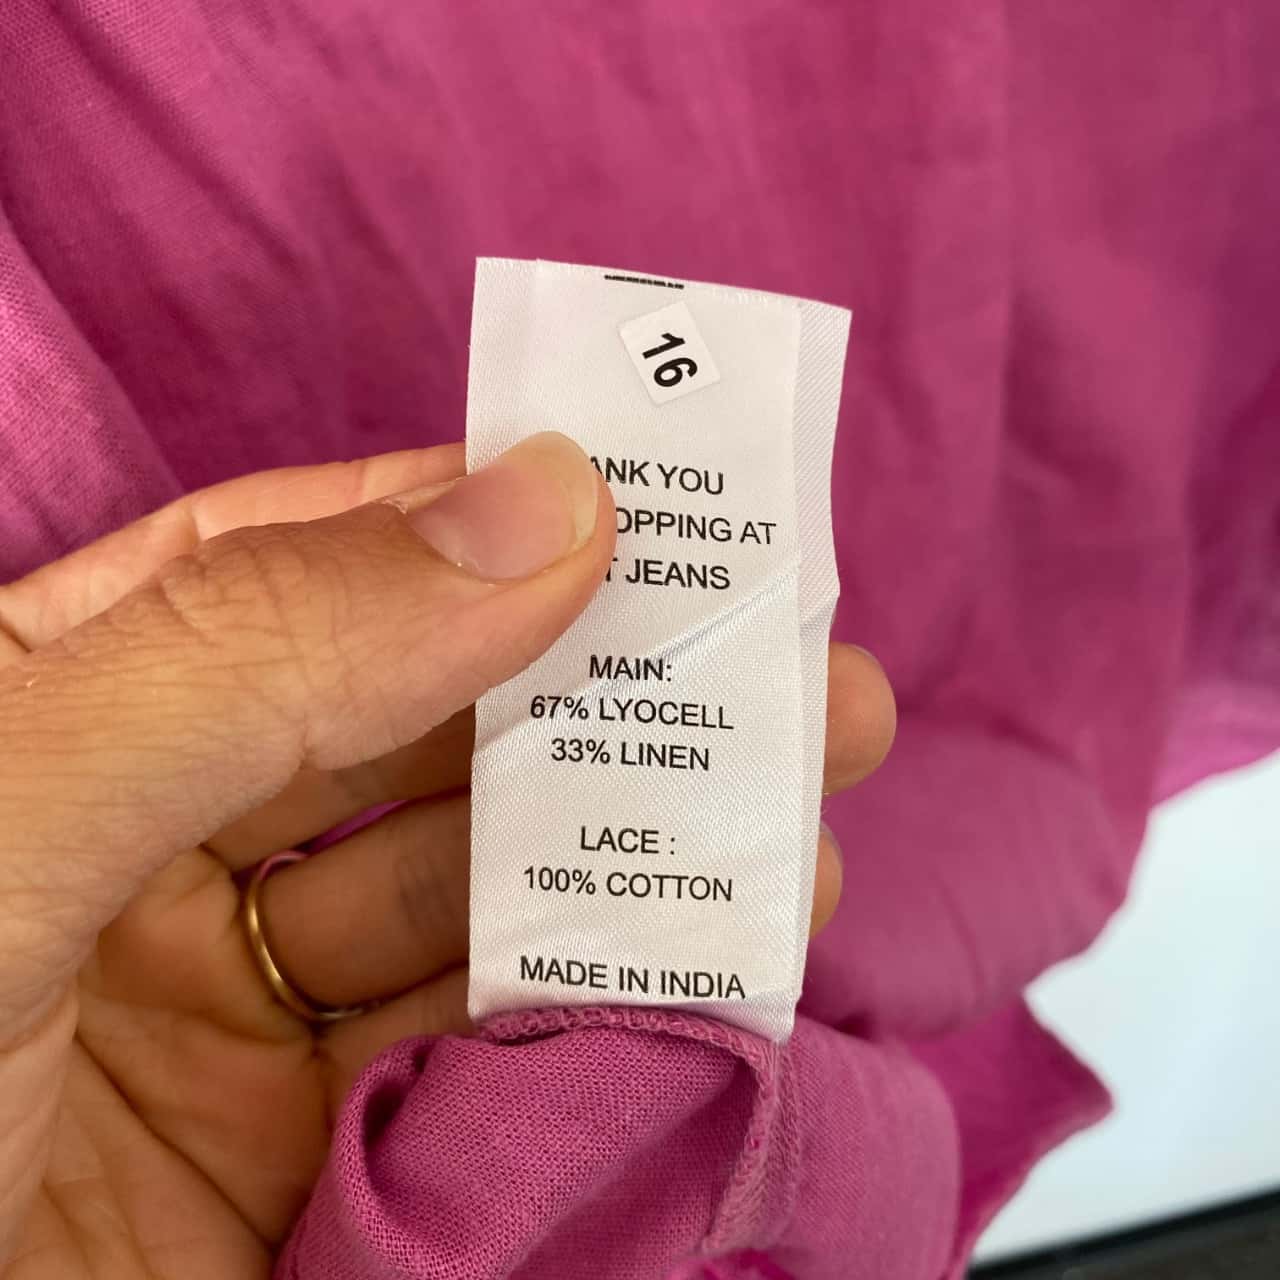 16
ANK YOU
OPPING AT
T JEANS
MAIN:
67% LYOCELL
33% LINEN
LACE :
100% COTTON
MADE IN INDIA